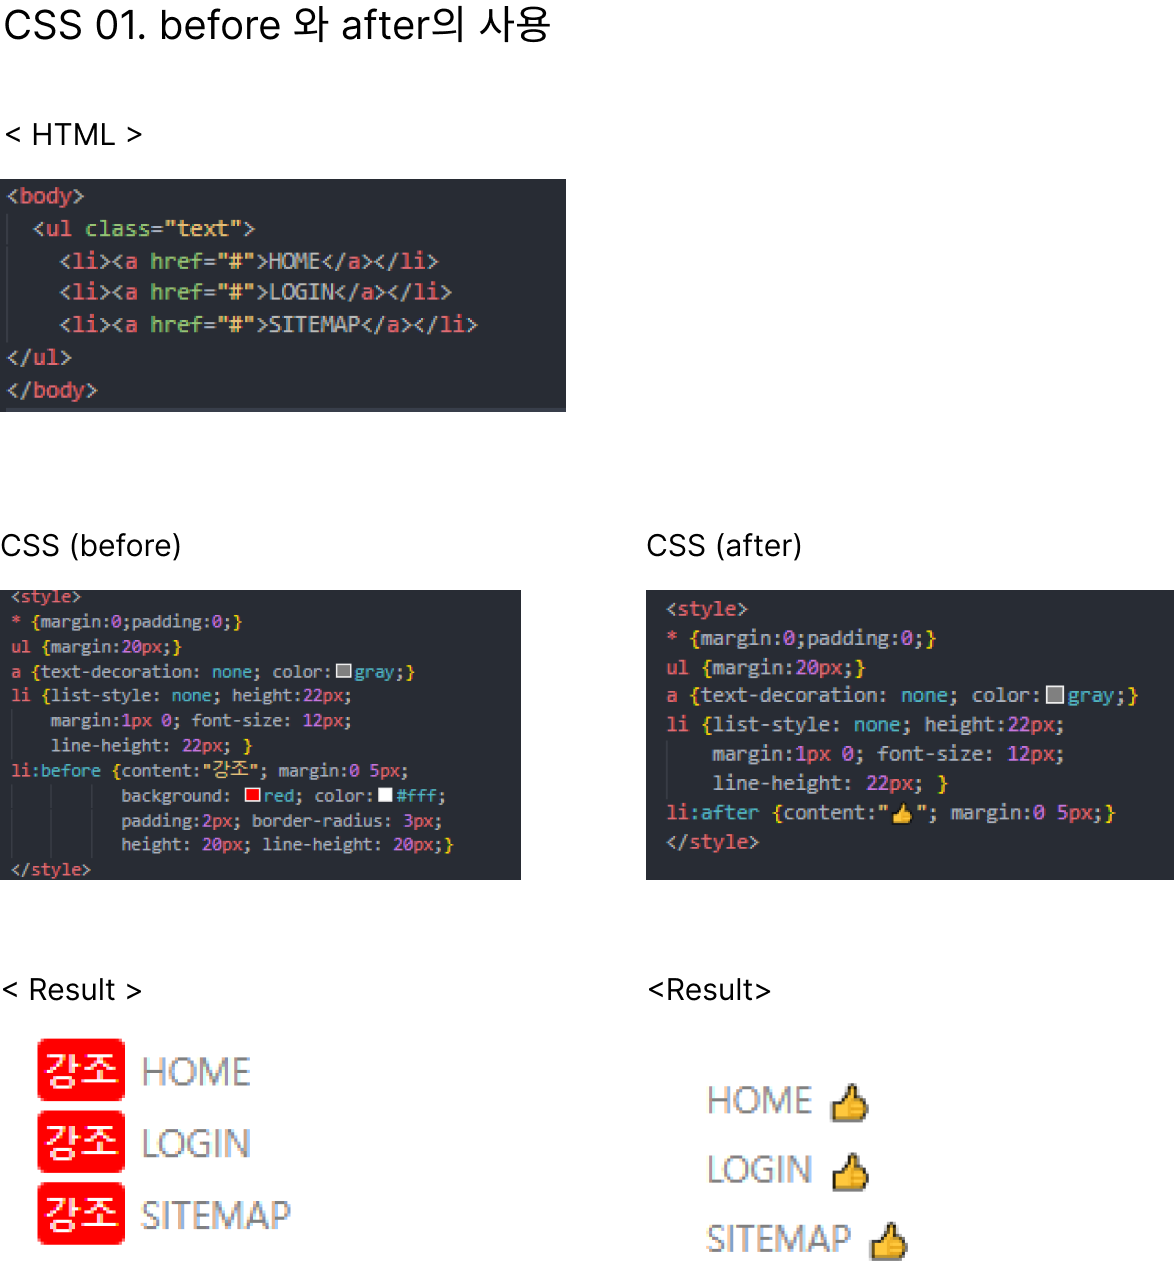 CSS 01. before 와 after의 사용
< HTML >
<body>
<ul class="text">
<li><a href="#">HOME</a></li>
<li><a href="#">LOGIN</a></li>
<li><a href="#">SITEMAP</a></li>
</ul>
</body>
CSS (before)
<style>
* {margin:0;padding:0;}
ul {margin:20px;}
a {text-decoration: none; color:gray;}
li {list-style: none; height:22px;
margin:1px 0; font-size: 12px;
line-height: 22px; }
li:before {content:"강조"; margin:0 5px;
background: red; color:#fff;
padding:2px; border-radius: 3px;
height: 20px; line-height: 20px;}
</style>
CSS (after)
<style>
* {margin:0;padding:0;}
ul {margin:20px;}
a {text-decoration: none; color:gray;}
li {list-style: none; height:22px;
margin:1px 0; font-size: 12px;
line-height: 22px; }
li:after {content:"👍"; margin:0 5px;}
</style>
< Result >
강조 HOME
강조 LOGIN
강조 SITEMAP
<Result>
HOME 👍
LOGIN 👍
SITEMAP 👍